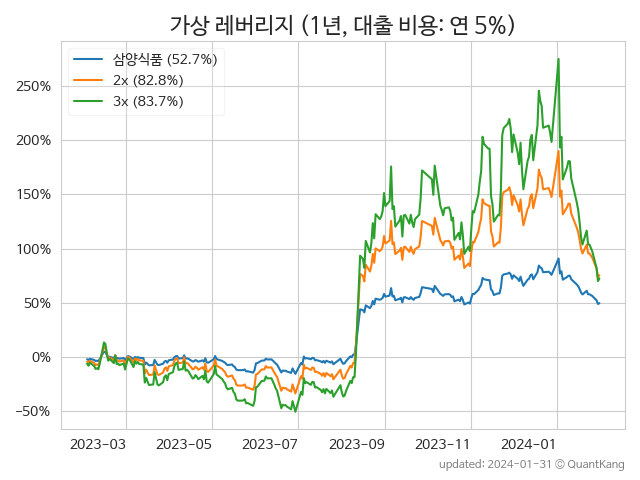 가상 레버리지 (1년, 대출 비용: 연 5%)
삼양식품 (52.7%)
2x (82.8%)
3x (83.7%)
250%
200%
150%
100%
50%
0%
−50%
2023-03 2023-05 2023-07 2023-09 2023-11 2024-01
updated: 2024-01-31 © QuantKang